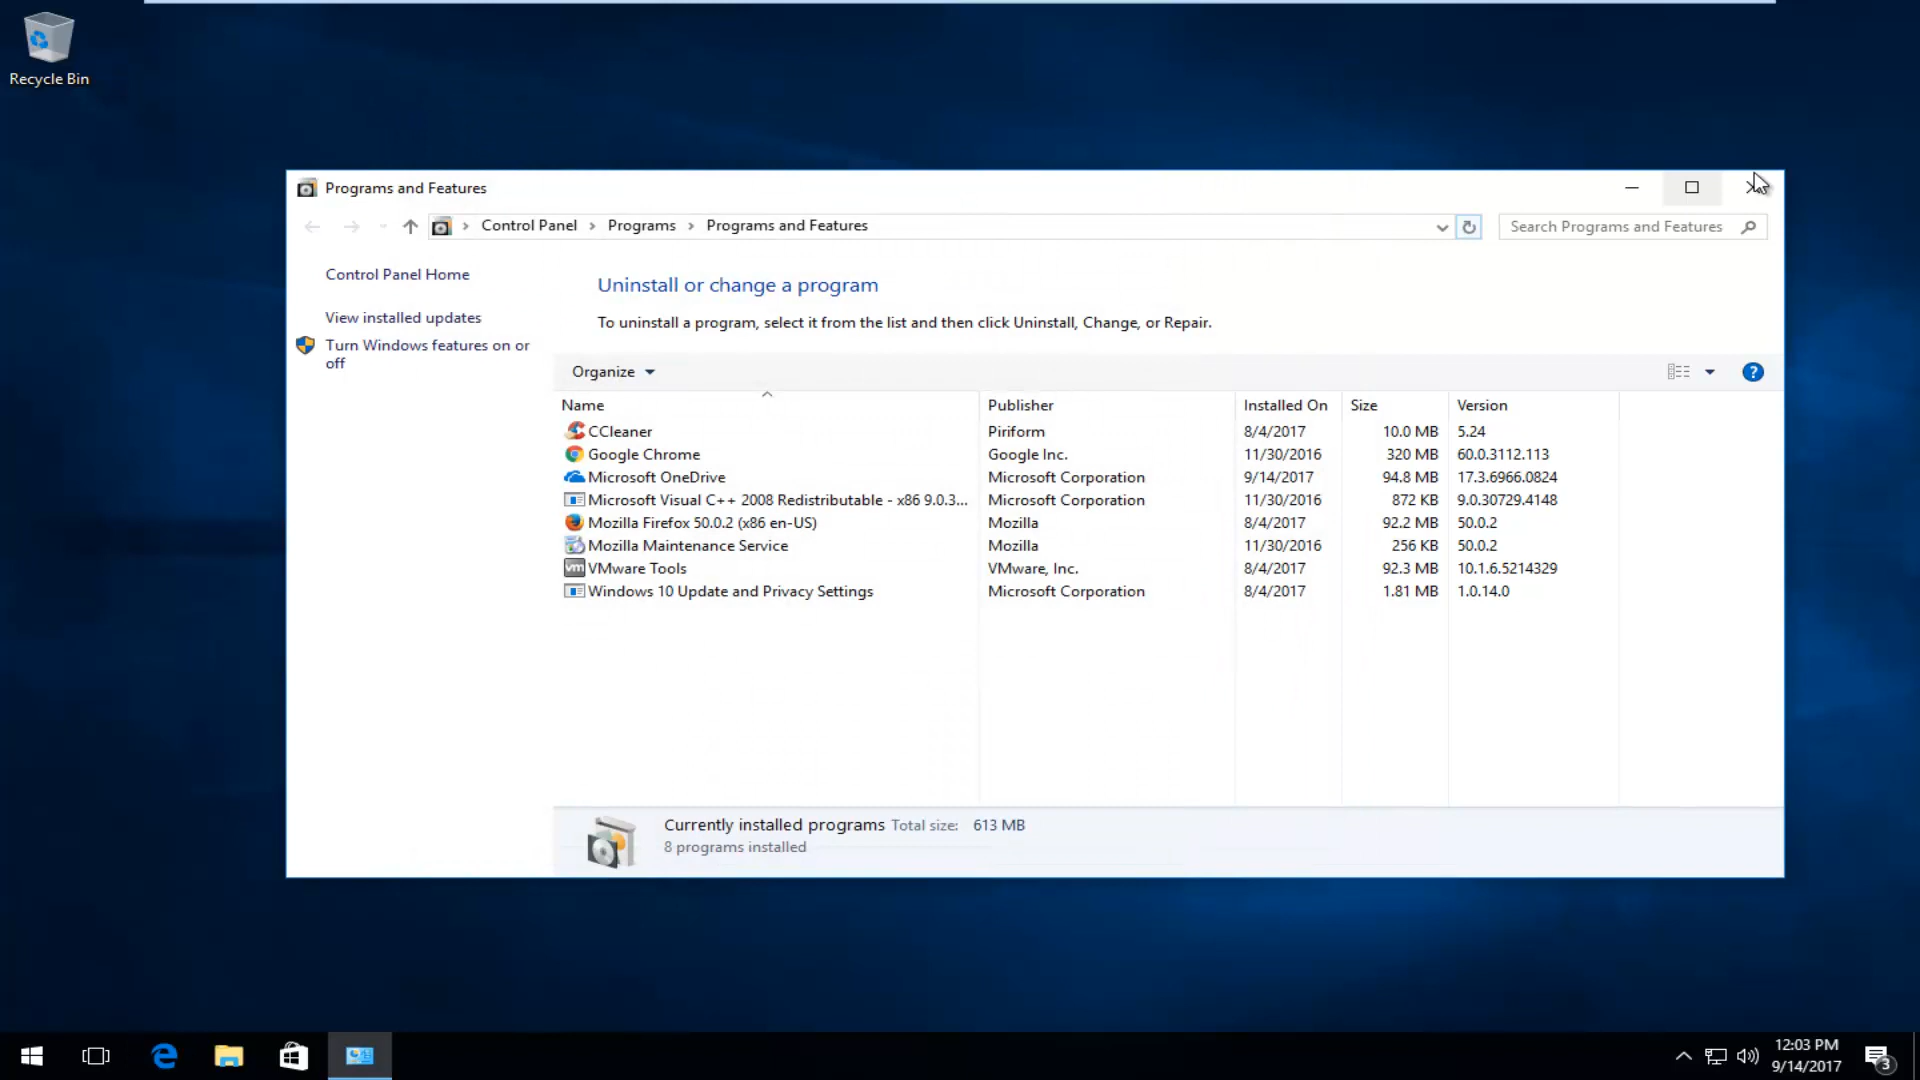 Recycle Bin
Programs and Features
Control Panel > Programs > Programs and Features
Search Programs and Features
Control Panel Home
View installed updates
Turn Windows features on or
off
Uninstall or change a program
To uninstall a program, select it from the list and then click Uninstall, Change, or Repair.
Organize
?
Name Publisher Installed On Size Version
CCleaner Piriform 8/4/2017 10.0 MB 5.24
Google Chrome Google Inc. 11/30/2016 320 MB 60.0.3112.113
Microsoft OneDrive Microsoft Corporation 9/14/2017 94.8 MB 17.3.6966.0824
Microsoft Visual C++ 2008 Redistributable - x86 9.0.3... Microsoft Corporation 11/30/2016 872 KB 9.0.30729.4148
Mozilla Firefox 50.0.2 (x86 en-US) Mozilla 8/4/2017 92.2 MB 50.0.2
Mozilla Maintenance Service Mozilla 11/30/2016 256 KB 50.0.2
vm VMware Tools VMware, Inc. 8/4/2017 92.3 MB 10.1.6.5214329
Windows 10 Update and Privacy Settings Microsoft Corporation 8/4/2017 1.81 MB 1.0.14.0
Currently installed programs Total size: 613 MB
8 programs installed
12:03 PM
9/14/2017
3